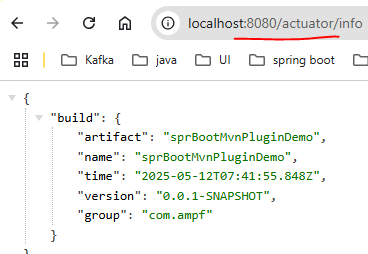 localhost:8080/actuator/info
Kafka java UI spring boot
{
"build": {
"artifact": "sprBootMvnPluginDemo",
"name": "sprBootMvnPluginDemo",
"time": "2025-05-12T07:41:55.848Z",
"version": "0.0.1-SNAPSHOT",
"group": "com.ampf"
}
}